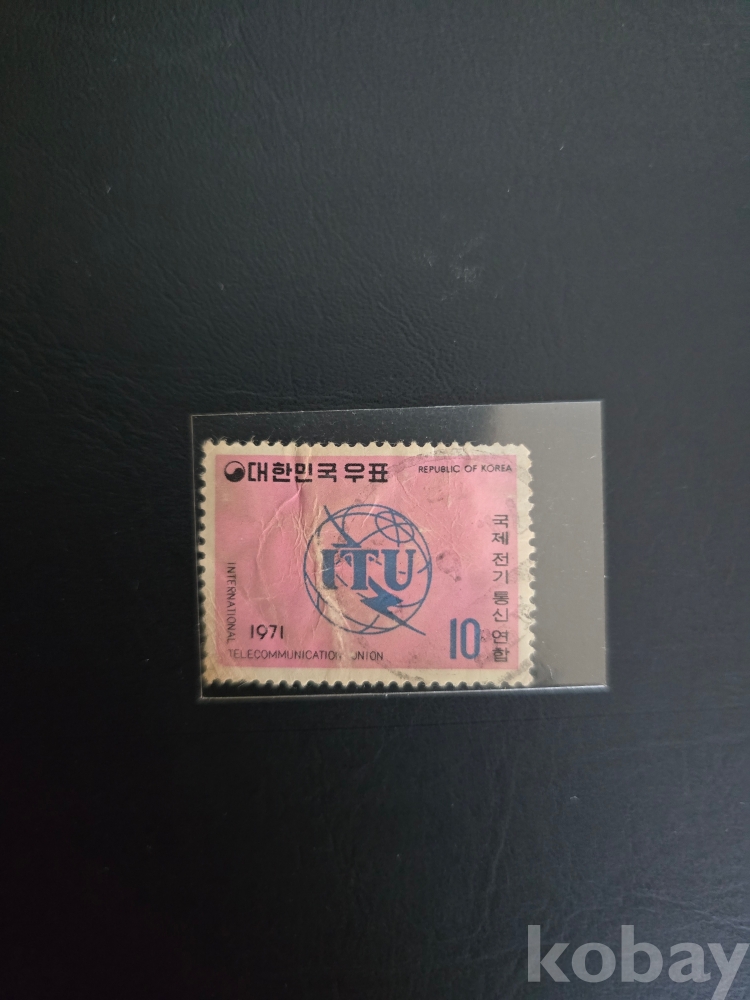 대한민국우표
REPUBLIC OF KOREA
국제 전기 통신 연합
ITU
INTERNATIONAL
1971
10
TELECOMMUNICATION UNION
kobay